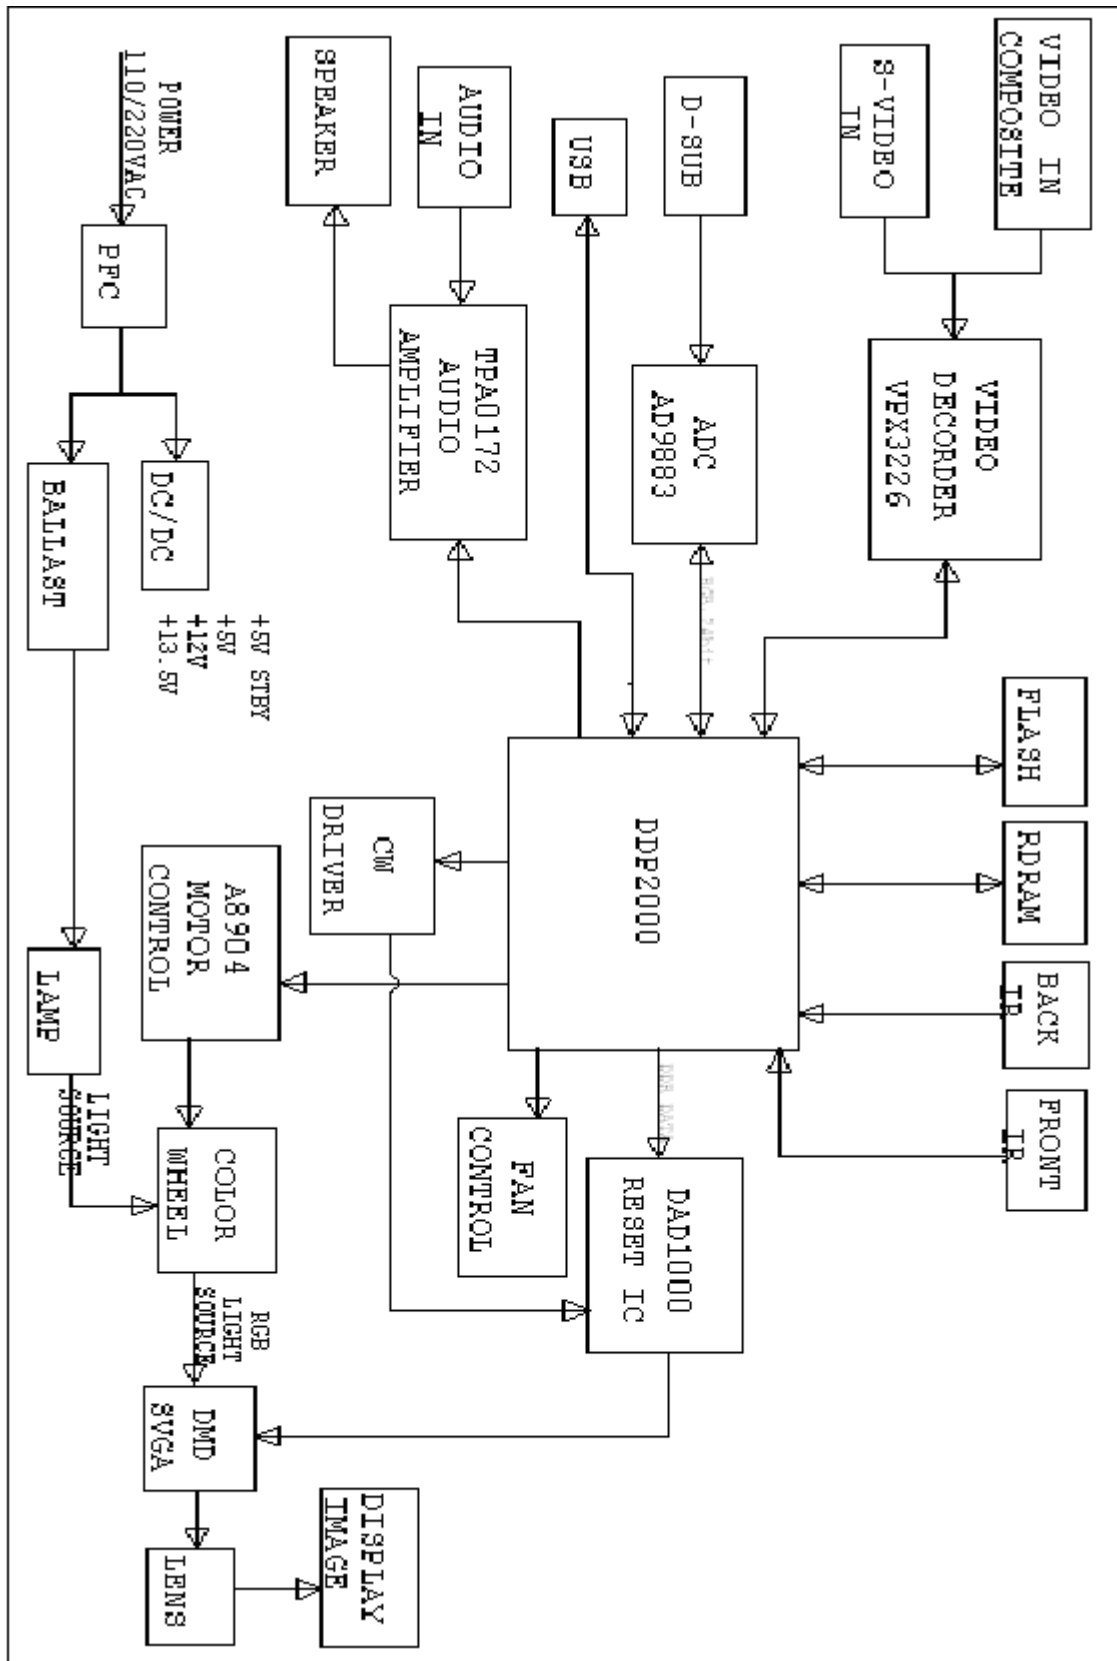 VIDEO IN
COMPOSITE
S-VIDEO
IN
D-SUB
USB
AUDIO
IN
SPEAKER
POWER
110/220VAC
VIDEO
DECORDER
VPX3226
ADC
AD9883
TPA0172
AUDIO
AMPLIFIER
PFC
DC/DC
BALLAST
+5V STBY
+5V
+12V
+13.5V
FLASH
RDRAM
BACK
IR
FRONT
IR
DDP2000
CW
DRIVER
A8904
MOTOR
CONTROL
LAMP
LIGHT
SOURCE
DDR DATA
FAN
CONTROL
DAD1000
RESET IC
COLOR
WHEEL
RGB
LIGHT
SOURCE
DMD
SVGA
LENS
DISPLAY
IMAGE